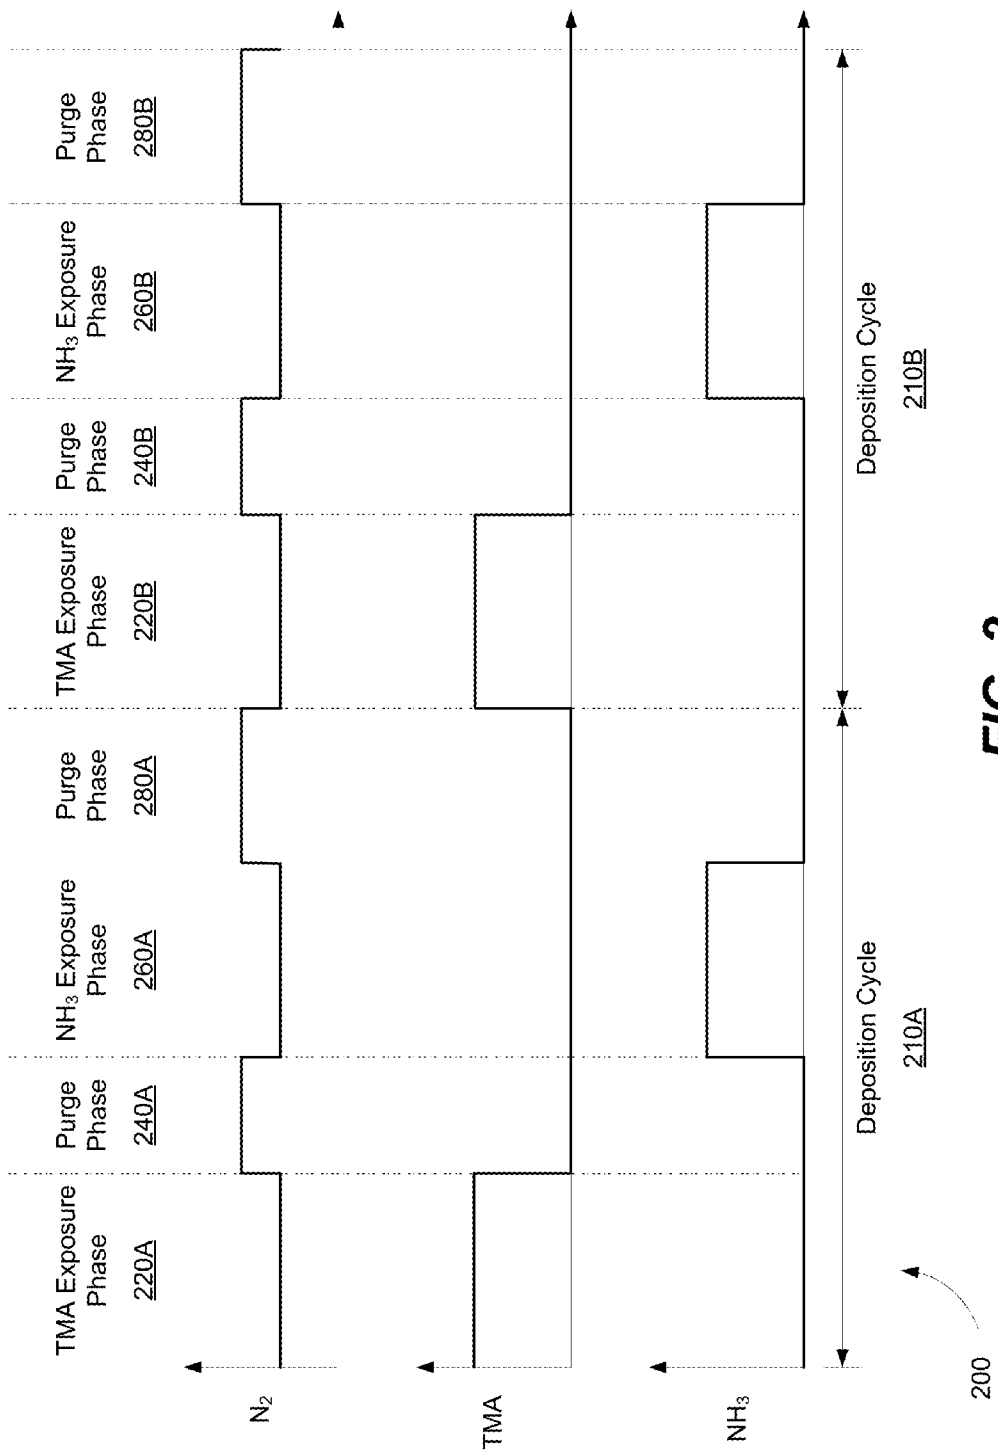 TMA Exposure
Phase
220A
Purge
Phase
240A
NH₃ Exposure
Phase
260A
Purge
Phase
280A
TMA Exposure
Phase
220B
Purge
Phase
240B
NH₃ Exposure
Phase
260B
Purge
Phase
280B
N₂
TMA
NH₃
Deposition Cycle
210A
Deposition Cycle
210B
200